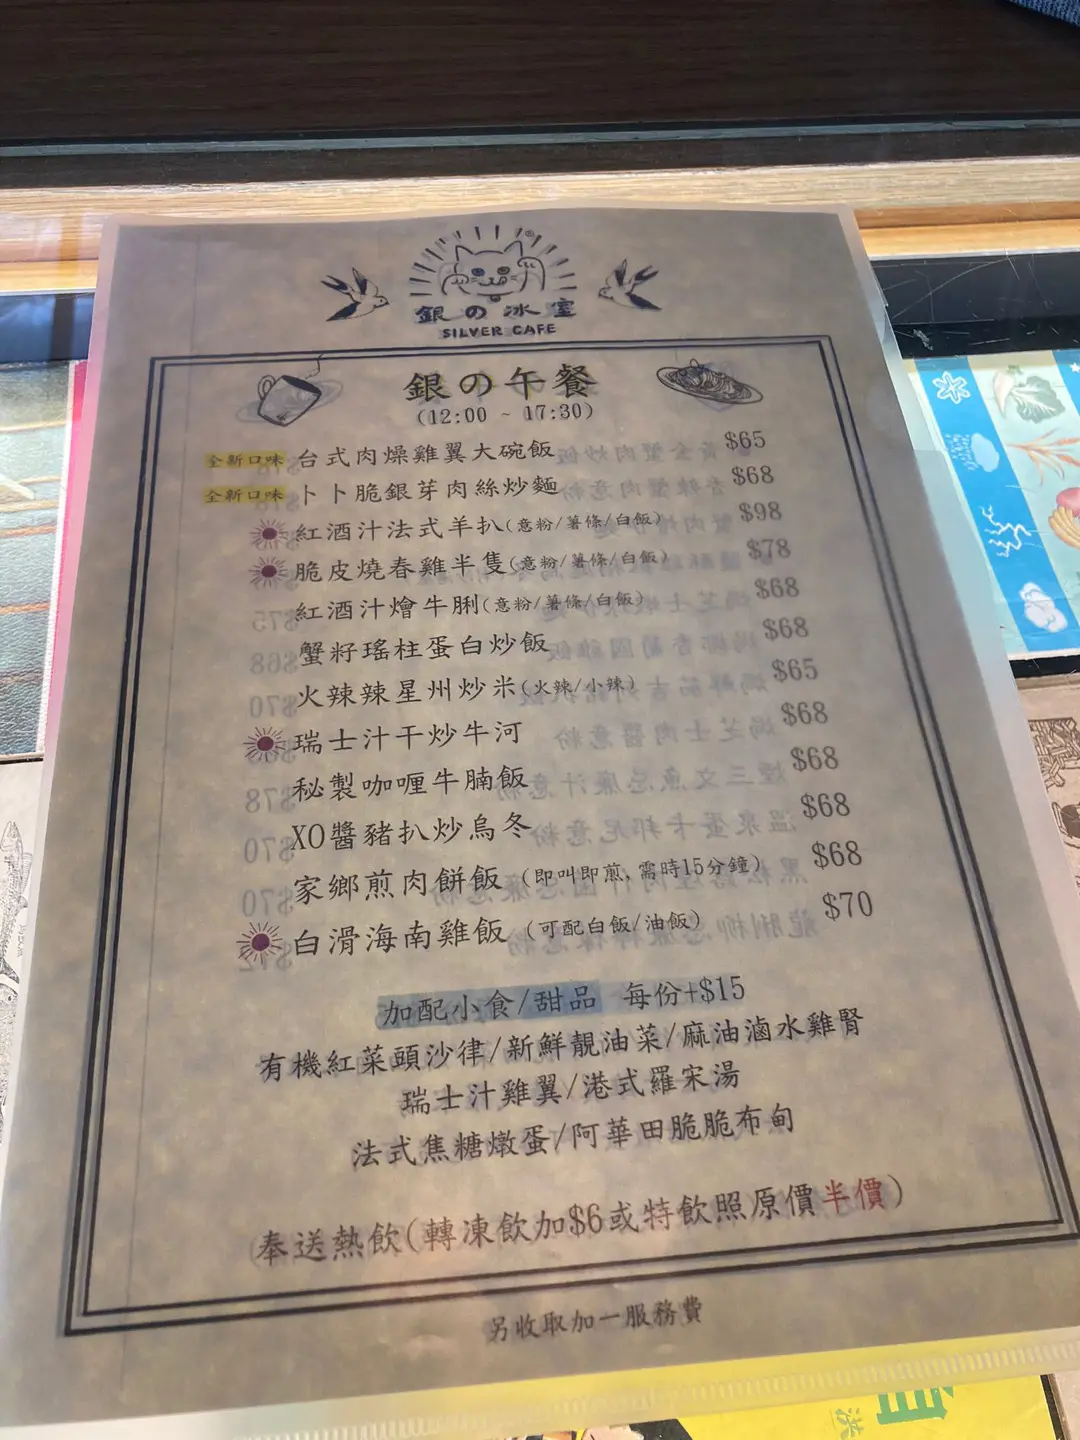 銀の冰室
SILVER CAFE
銀の午餐
(12:00 ~ 17:30)
全新口味 台式肉燥雞翼大碗飯 $65
全新口味 卜卜脆銀芽肉絲炒麵 $68
紅酒汁法式羊扒(意粉/薯條/白飯) $98
脆皮燒春雞半隻(意粉/薯條/白飯) $78
紅酒汁燴牛脷(意粉/薯條/白飯) $68
蟹籽瑤柱蛋白炒飯 $68
火辣辣星州炒米(火辣/小辣) $65
瑞士汁干炒牛河 $68
秘製咖喱牛腩飯 $68
XO醬豬扒炒烏冬 $68
家鄉煎肉餅飯 (即叫即煎,需時15分鐘) $68
白滑海南雞飯 (可配白飯/油飯) $70
加配小食/甜品 每份+$15
有機紅菜頭沙律/新鮮靚油菜/麻油滷水雞腎
瑞士汁雞翼/港式羅宋湯
法式焦糖燉蛋/阿華田脆脆布甸
奉送熱飲(轉凍飲加$6或特飲照原價半價)
另收取加一服務費